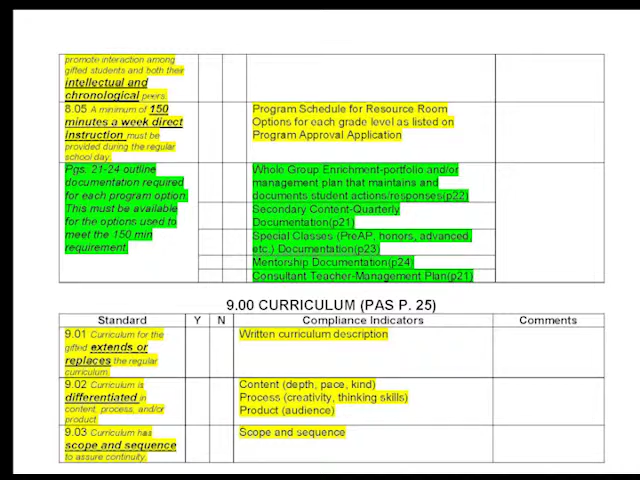 promote interaction among
gifted students and both their
intellectual and
chronological peers.
8.05 A minimum of 150
minutes a week direct
instruction must be
provided during the regular
school day.
Program Schedule for Resource Room
Options for each grade level as listed on
Program Approval Application
Pgs. 21-24 outline
documentation required
for each program option.
This must be available
for the options used to
meet the 150 min
requirement.
Whole Group Enrichment-portfolio and/or
management plan that maintains and
documents student actions/responses(p22)
Secondary Content-Quarterly
Documentation(p21)
Special Classes (PreAP, honors, advanced,
etc.) Documentation(p23)
Mentorship Documentation(p24)
Consultant Teacher-Management Plan(p21)
9.00 CURRICULUM (PAS P. 25)
Standard Y N Compliance Indicators Comments
9.01 Curriculum for the
gifted extends or
replaces the regular
curriculum.
Written curriculum description
9.02 Curriculum is
differentiated in
content, process, and/or
product.
Content (depth, pace, kind)
Process (creativity, thinking skills)
Product (audience)
9.03 Curriculum has
scope and sequence
to assure continuity.
Scope and sequence